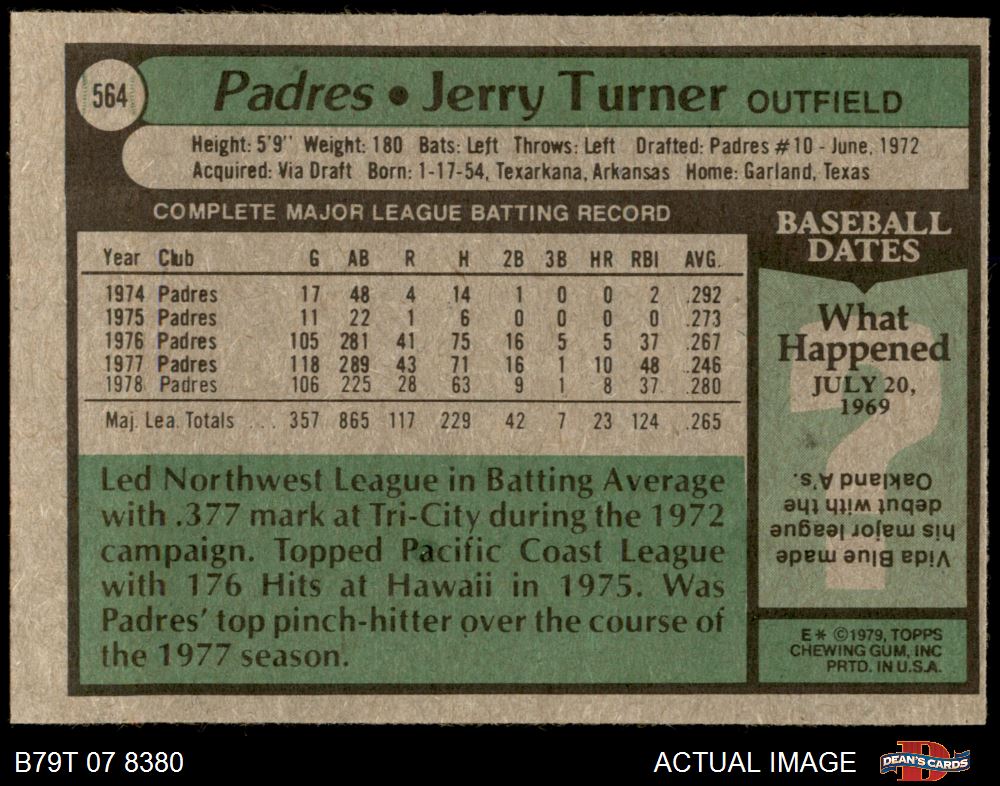 564
Padres • Jerry Turner OUTFIELD
Height: 5'9" Weight: 180 Bats: Left Throws: Left Drafted: Padres #10 - June, 1972
Acquired: Via Draft Born: 1-17-54, Texarkana, Arkansas Home: Garland, Texas
COMPLETE MAJOR LEAGUE BATTING RECORD
Year Club G AB R H 2B 3B HR RBI AVG.
1974 Padres 17 48 4 14 1 0 0 2 .292
1975 Padres 11 22 1 6 0 0 0 0 .273
1976 Padres 105 281 41 75 16 5 5 37 .267
1977 Padres 118 289 43 71 16 1 10 48 .246
1978 Padres 106 225 28 63 9 1 8 37 .280
Maj. Lea. Totals ... 357 865 117 229 42 7 23 124 .265
Led Northwest League in Batting Average
with .377 mark at Tri-City during the 1972
campaign. Topped Pacific Coast League
with 176 Hits at Hawaii in 1975. Was
Padres' top pinch-hitter over the course of
the 1977 season.
BASEBALL
DATES
What
Happened
JULY 20,
1969
?
Vida Blue made
his major league
debut with the
Oakland A's.
E* ©1979, TOPPS
CHEWING GUM, INC
PRTD. IN U.S.A.
B79T 07 8380
ACTUAL IMAGE
D
DEAN'S CARDS